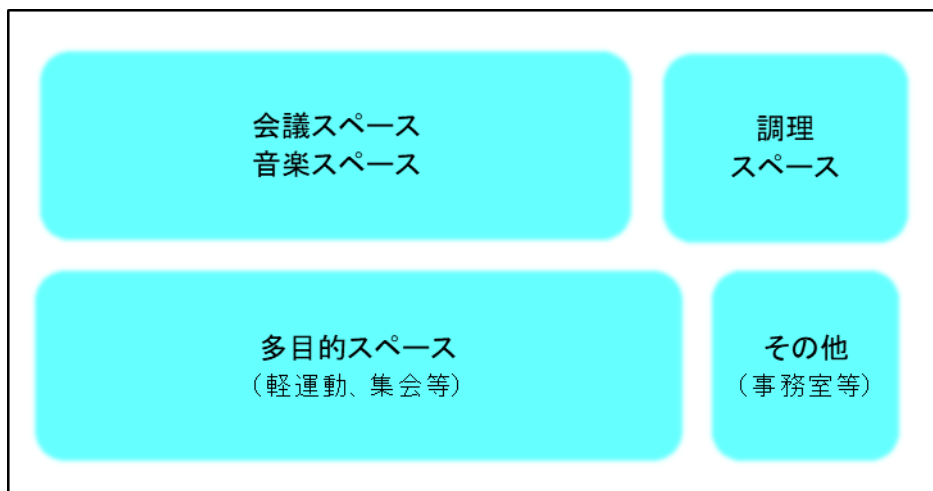 会議スペース
音楽スペース
調理
スペース
多目的スペース
（軽運動、集会等）
その他
（事務室等）